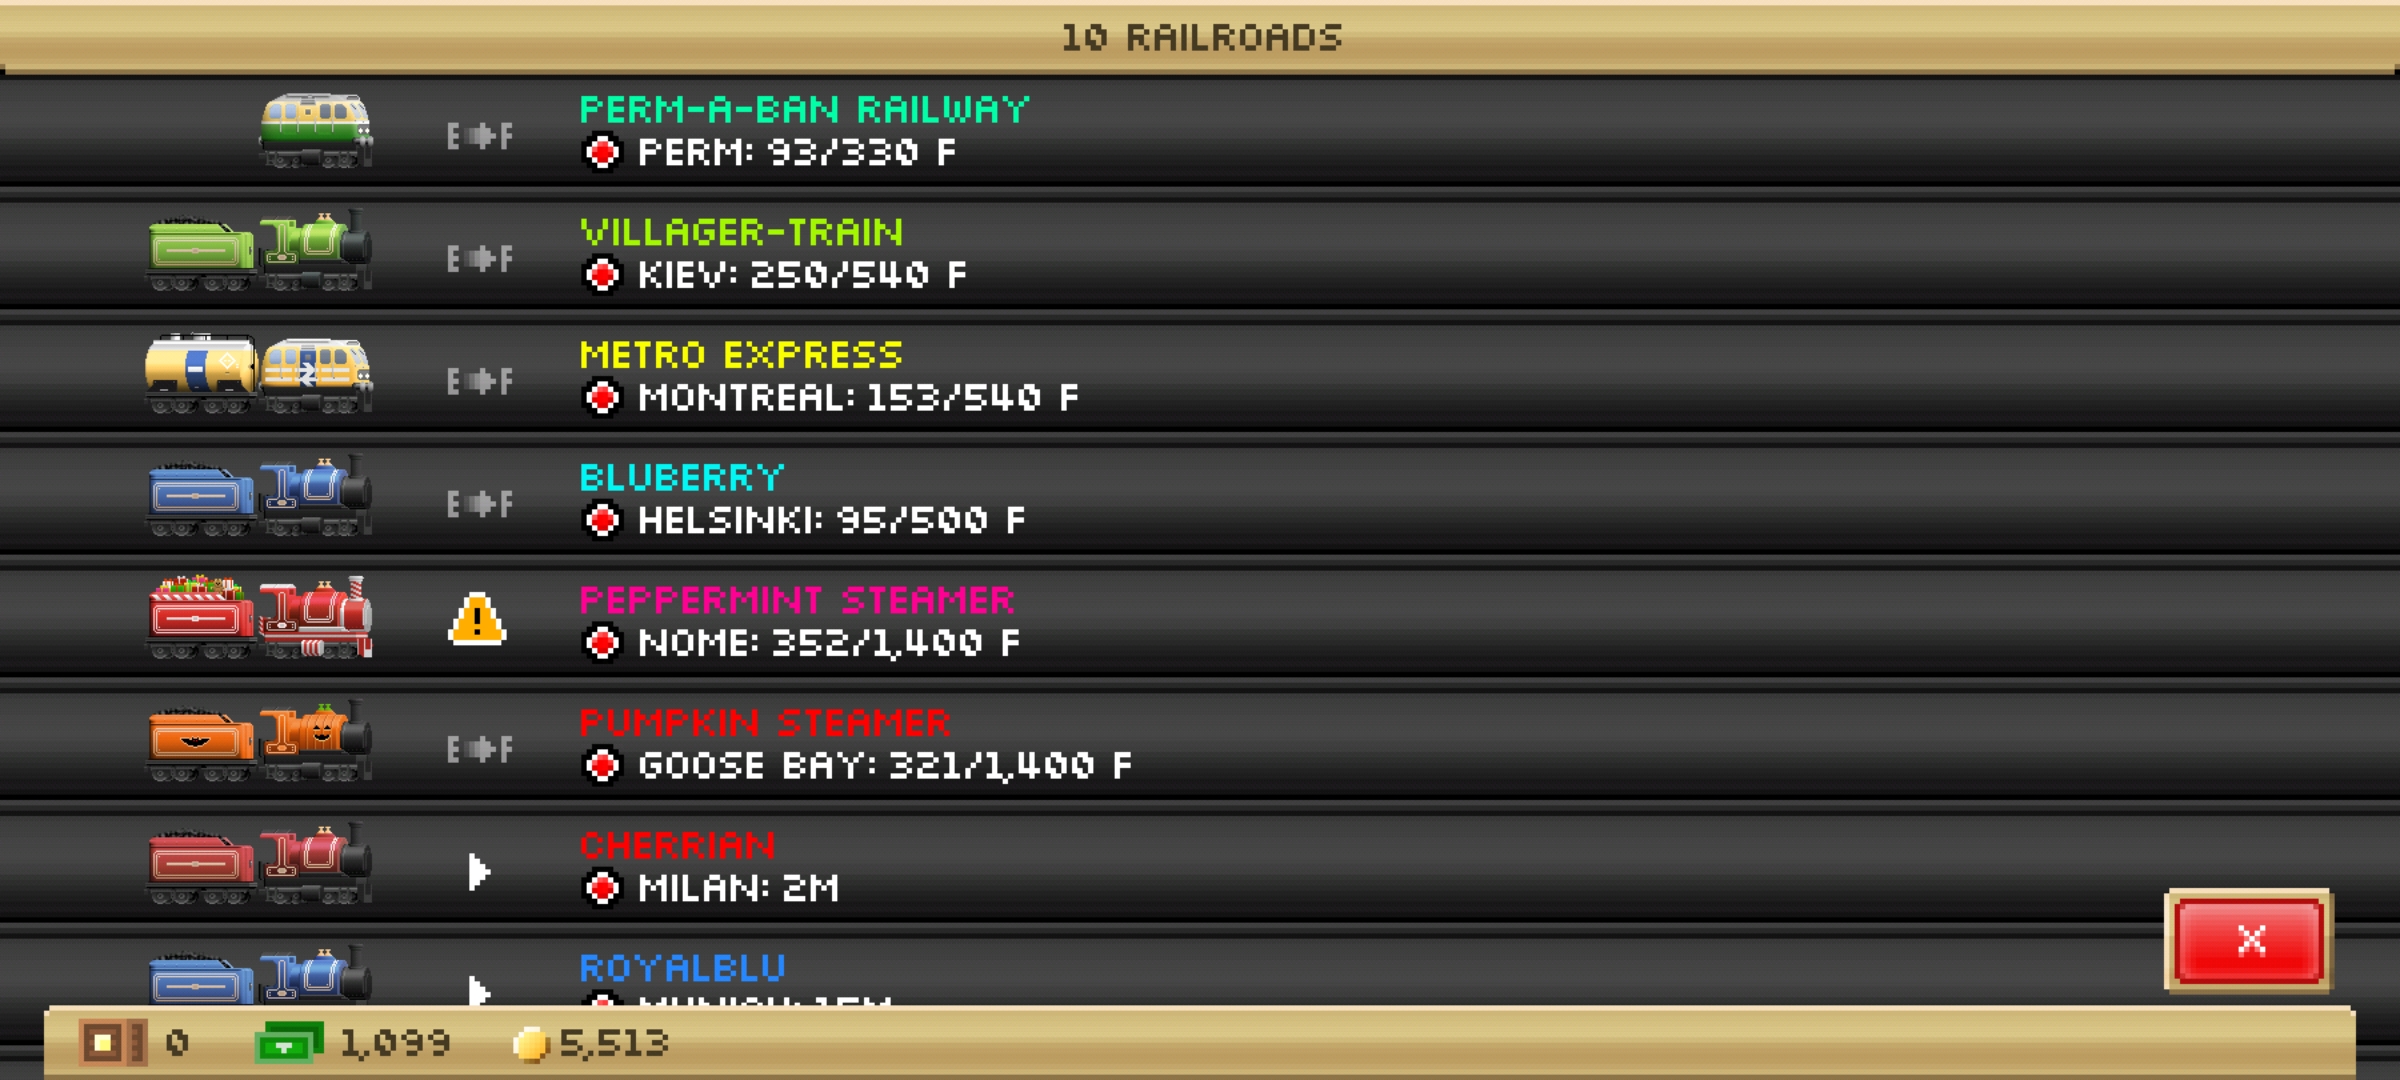 10 RAILROADS
PERM-A-BAN RAILWAY
E F
PERM: 93/330 F
VILLAGER-TRAIN
E F
KIEV: 250/540 F
METRO EXPRESS
E F
MONTREAL: 153/540 F
BLUBERRY
E F
HELSINKI: 95/500 F
PEPPERMINT STEAMER
!
NOME: 352/1,400 F
PUMPKIN STEAMER
E F
GOOSE BAY: 321/1,400 F
CHERRIAN
MILAN: 2M
X
ROYALBLU
0 1,099 5,513